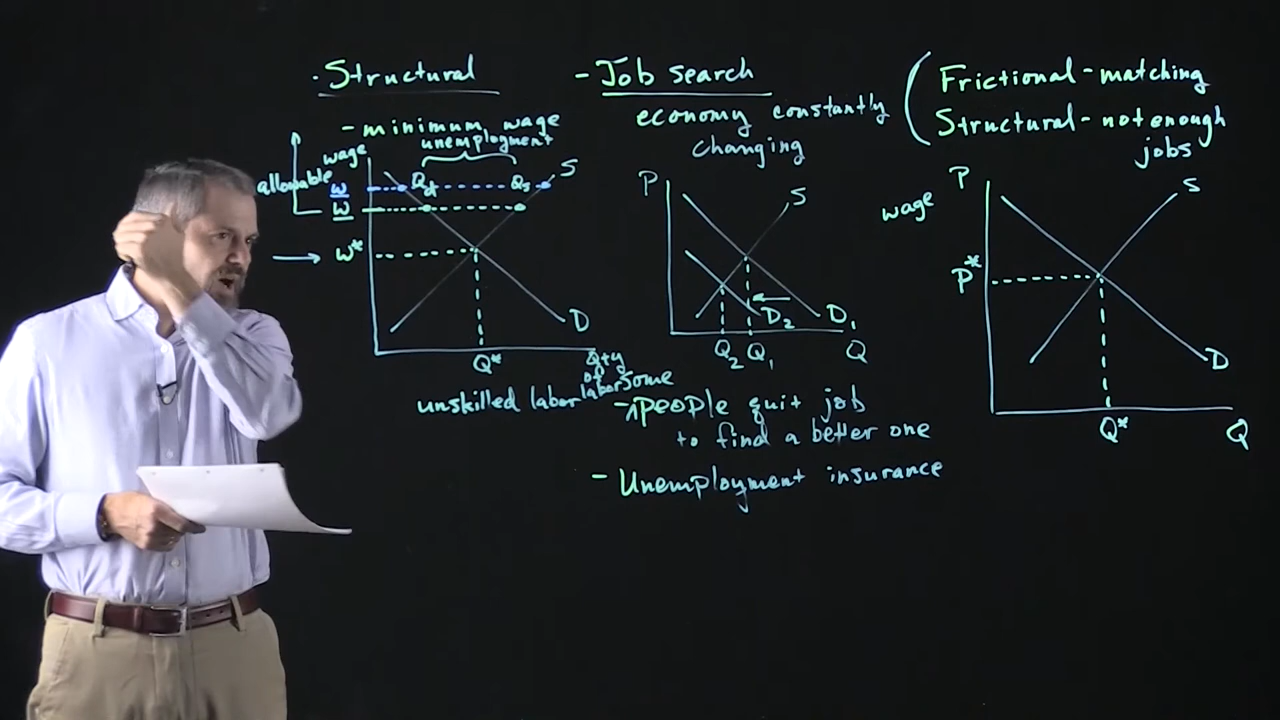 · Structural
- minimum wage
unemployment
wage
allowable
w
w
Qd
Qs
S
W*
D
Q*
Qty
of
labor
unskilled labor
- Job search
economy constantly
changing
P
S
D2
D1
Q2
Q1
Q
some
- people quit job
to find a better one
- Unemployment insurance
Frictional - matching
Structural - not enough
jobs
wage
P
S
P*
D
Q*
Q